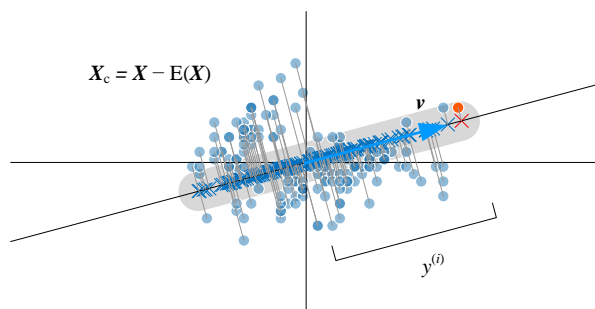 X_c = X − E(X)
v
y^(i)